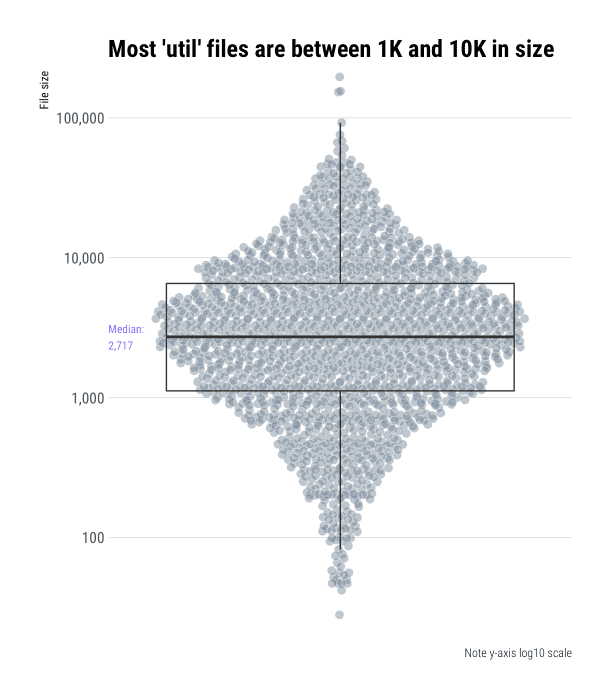 Most 'util' files are between 1K and 10K in size
File size
100,000
10,000
Median:
2,717
1,000
100
Note y-axis log10 scale